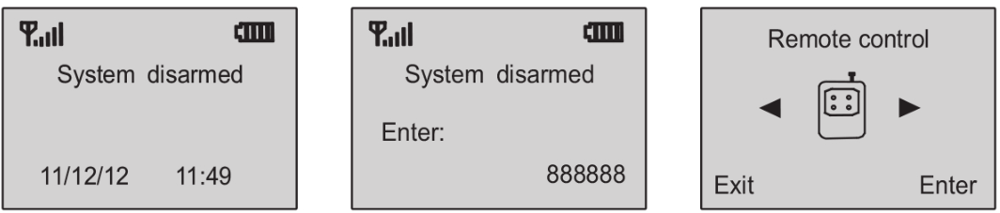 System disarmed
11/12/12 11:49
System disarmed
Enter:
888888
Remote control
Exit Enter